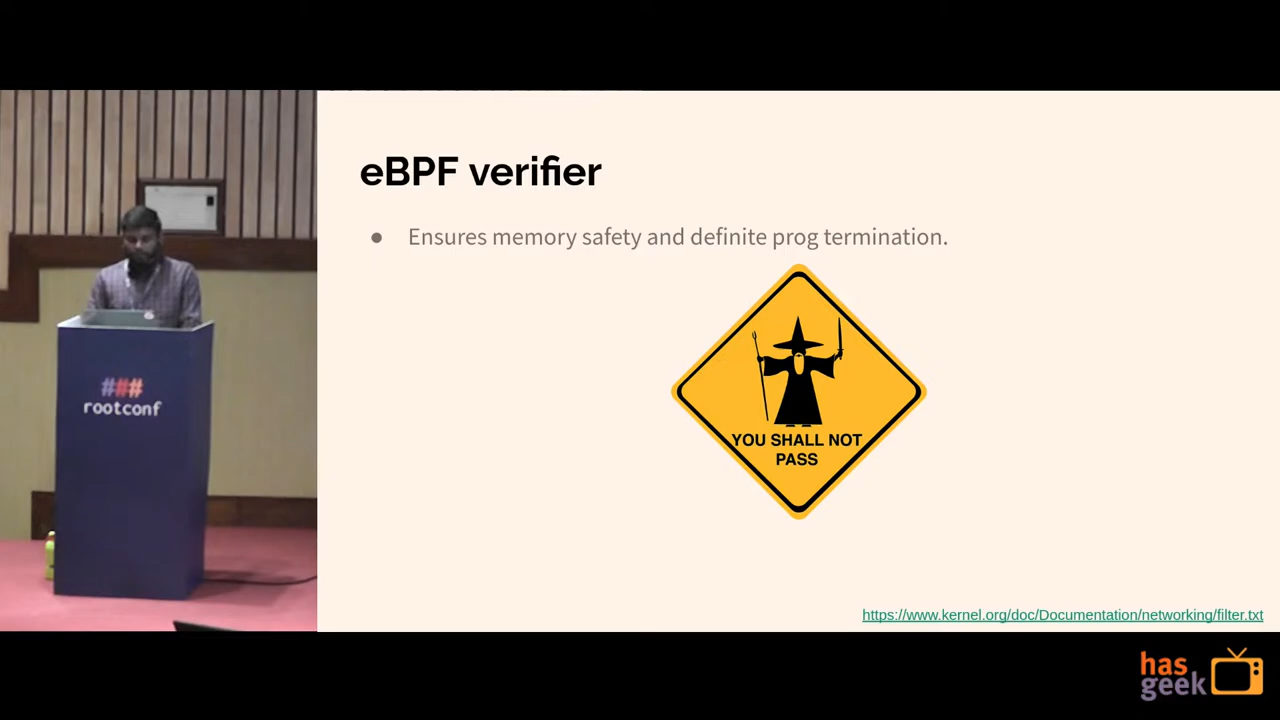 eBPF verifier
● Ensures memory safety and definite prog termination.
YOU SHALL NOT
PASS
###
rootconf
https://www.kernel.org/doc/Documentation/networking/filter.txt
has
geek